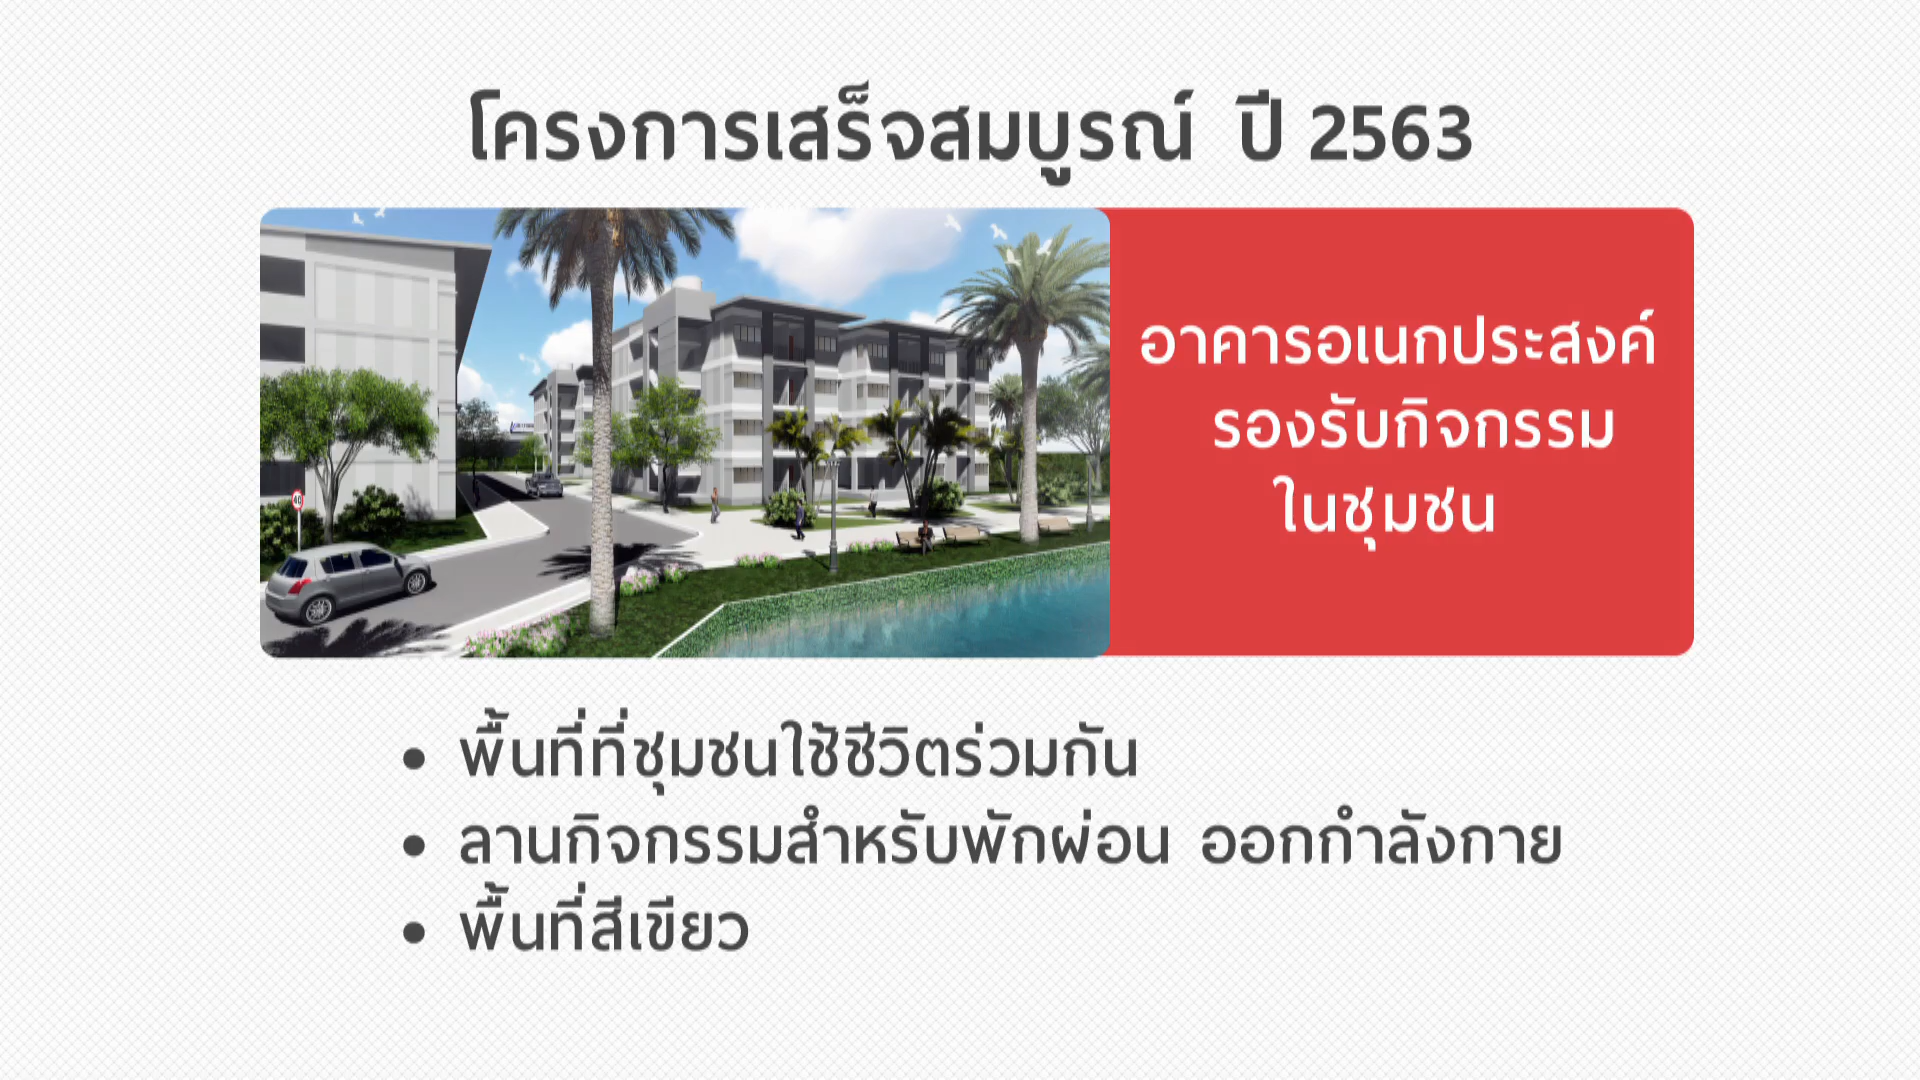 โครงการเสร็จสมบูรณ์ ปี 2563
อาคารอเนกประสงค์
รองรับกิจกรรม
ในชุมชน
40
• พื้นที่ที่ชุมชนใช้ชีวิตร่วมกัน
• ลานกิจกรรมสำหรับพักผ่อน ออกกำลังกาย
• พื้นที่สีเขียว